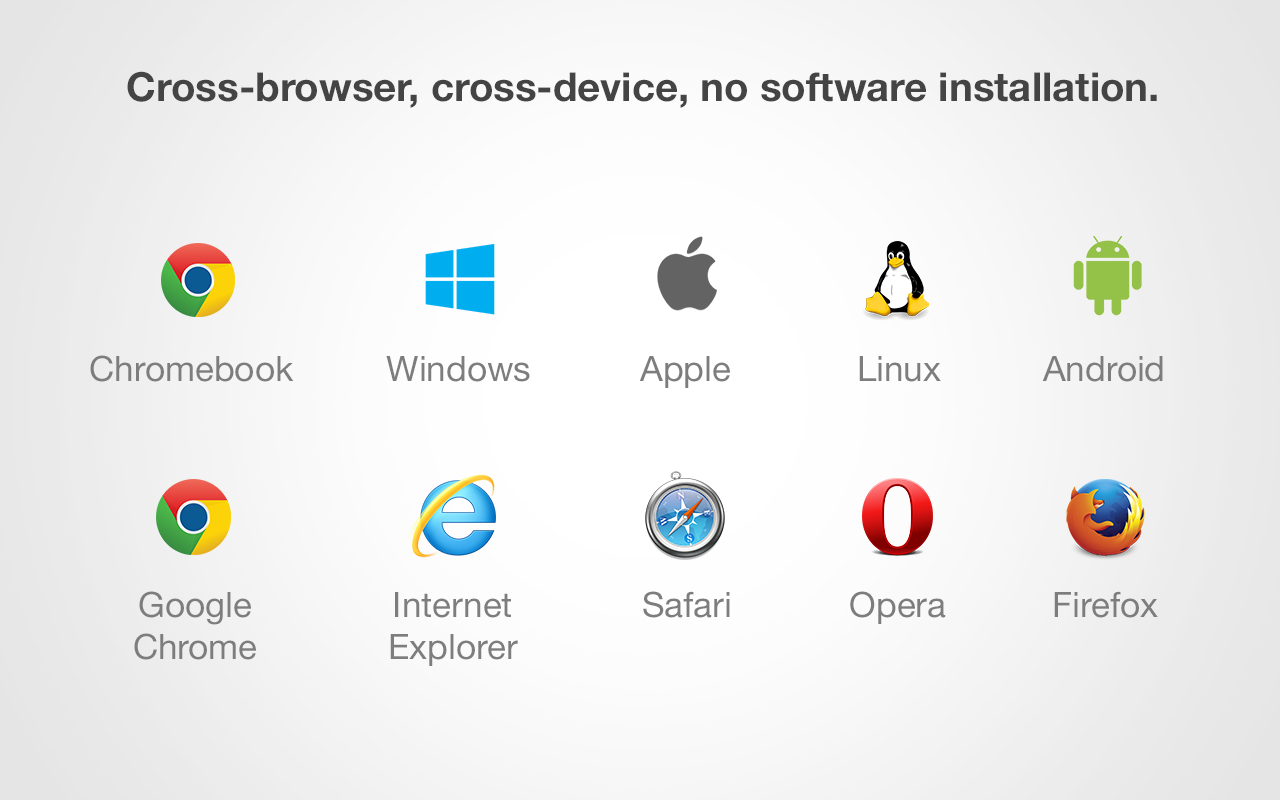 Cross-browser, cross-device, no software installation.
Chromebook
Windows
Apple
Linux
Android
Google
Chrome
Internet
Explorer
Safari
Opera
Firefox